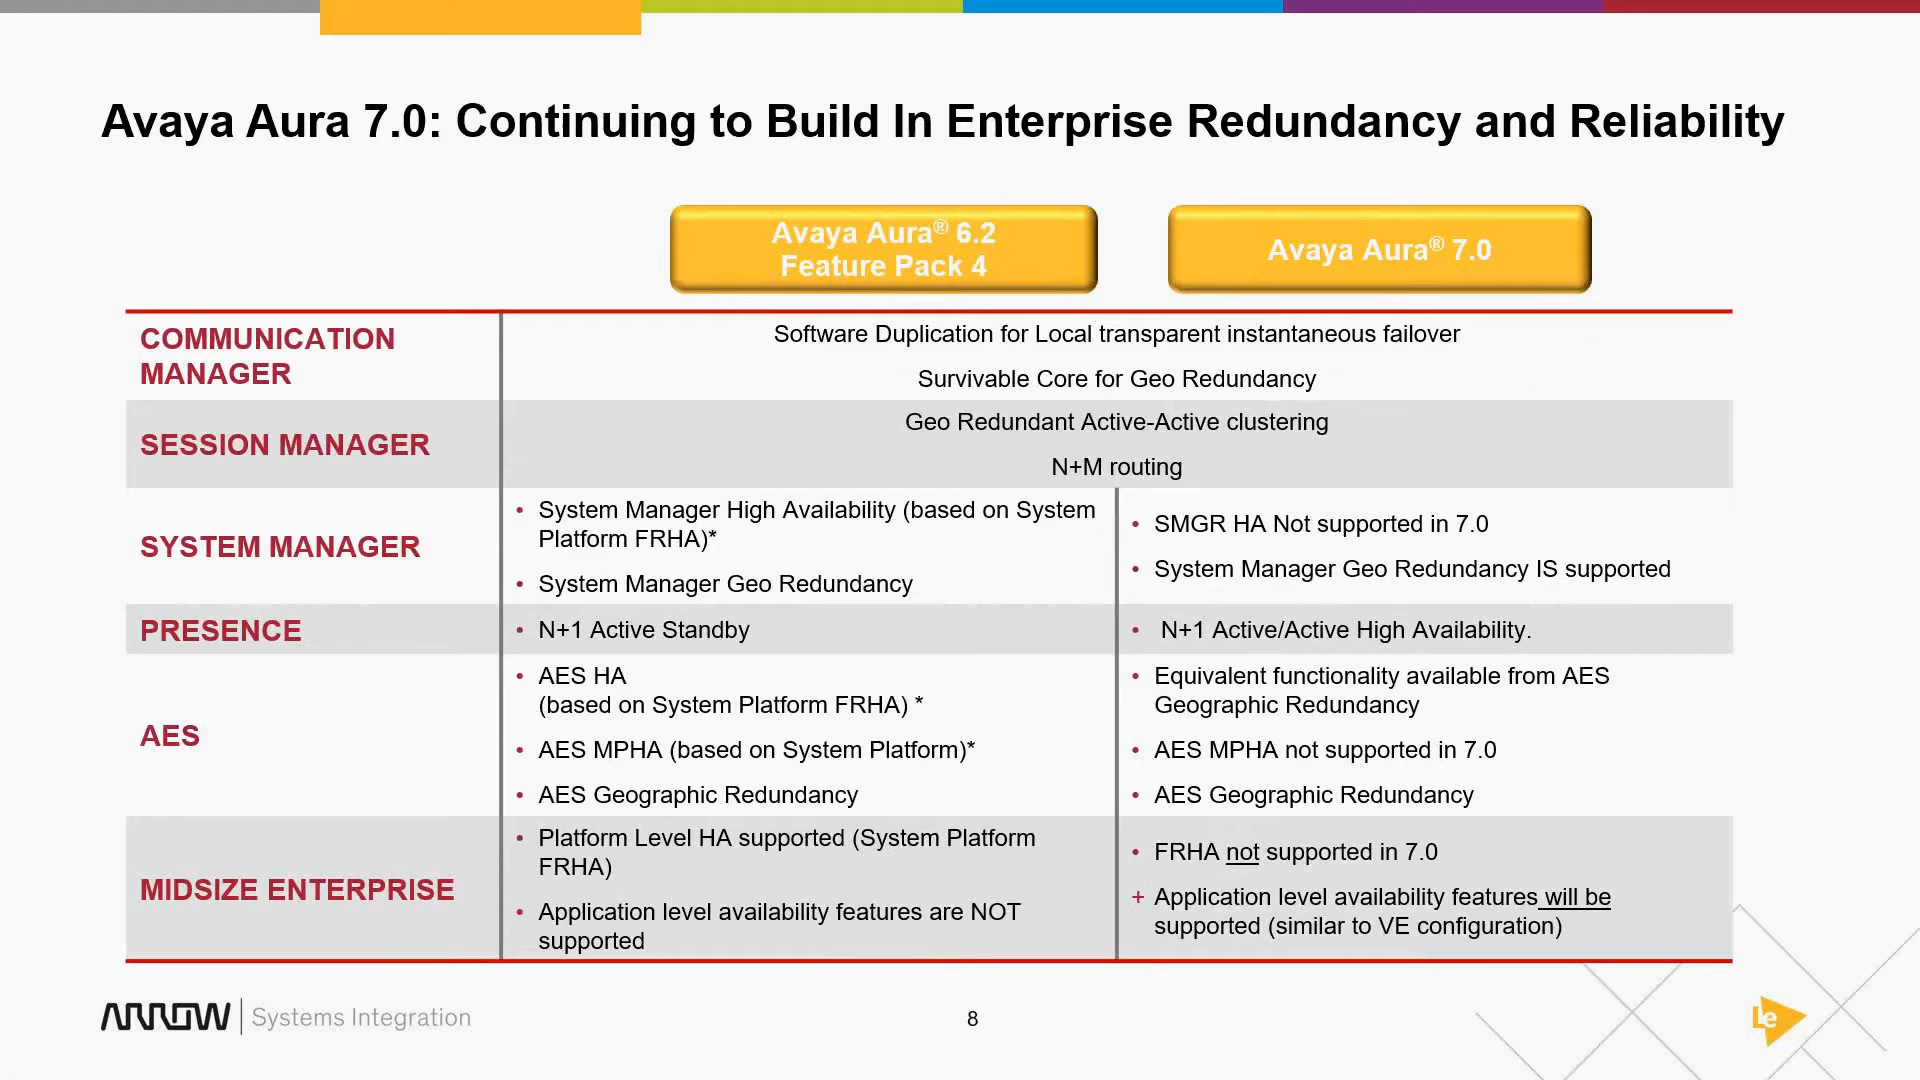 Avaya Aura 7.0: Continuing to Build In Enterprise Redundancy and Reliability
Avaya Aura® 6.2
Feature Pack 4
Avaya Aura® 7.0
COMMUNICATION
MANAGER
Software Duplication for Local transparent instantaneous failover
Survivable Core for Geo Redundancy
SESSION MANAGER
Geo Redundant Active-Active clustering
N+M routing
SYSTEM MANAGER
• System Manager High Availability (based on System
Platform FRHA)*
• System Manager Geo Redundancy
• SMGR HA Not supported in 7.0
• System Manager Geo Redundancy IS supported
PRESENCE
• N+1 Active Standby
• N+1 Active/Active High Availability.
AES
• AES HA
(based on System Platform FRHA) *
• AES MPHA (based on System Platform)*
• AES Geographic Redundancy
• Equivalent functionality available from AES
Geographic Redundancy
• AES MPHA not supported in 7.0
• AES Geographic Redundancy
MIDSIZE ENTERPRISE
• Platform Level HA supported (System Platform
FRHA)
• Application level availability features are NOT
supported
• FRHA not supported in 7.0
+ Application level availability features will be
supported (similar to VE configuration)
ARROW | Systems Integration
8
Le